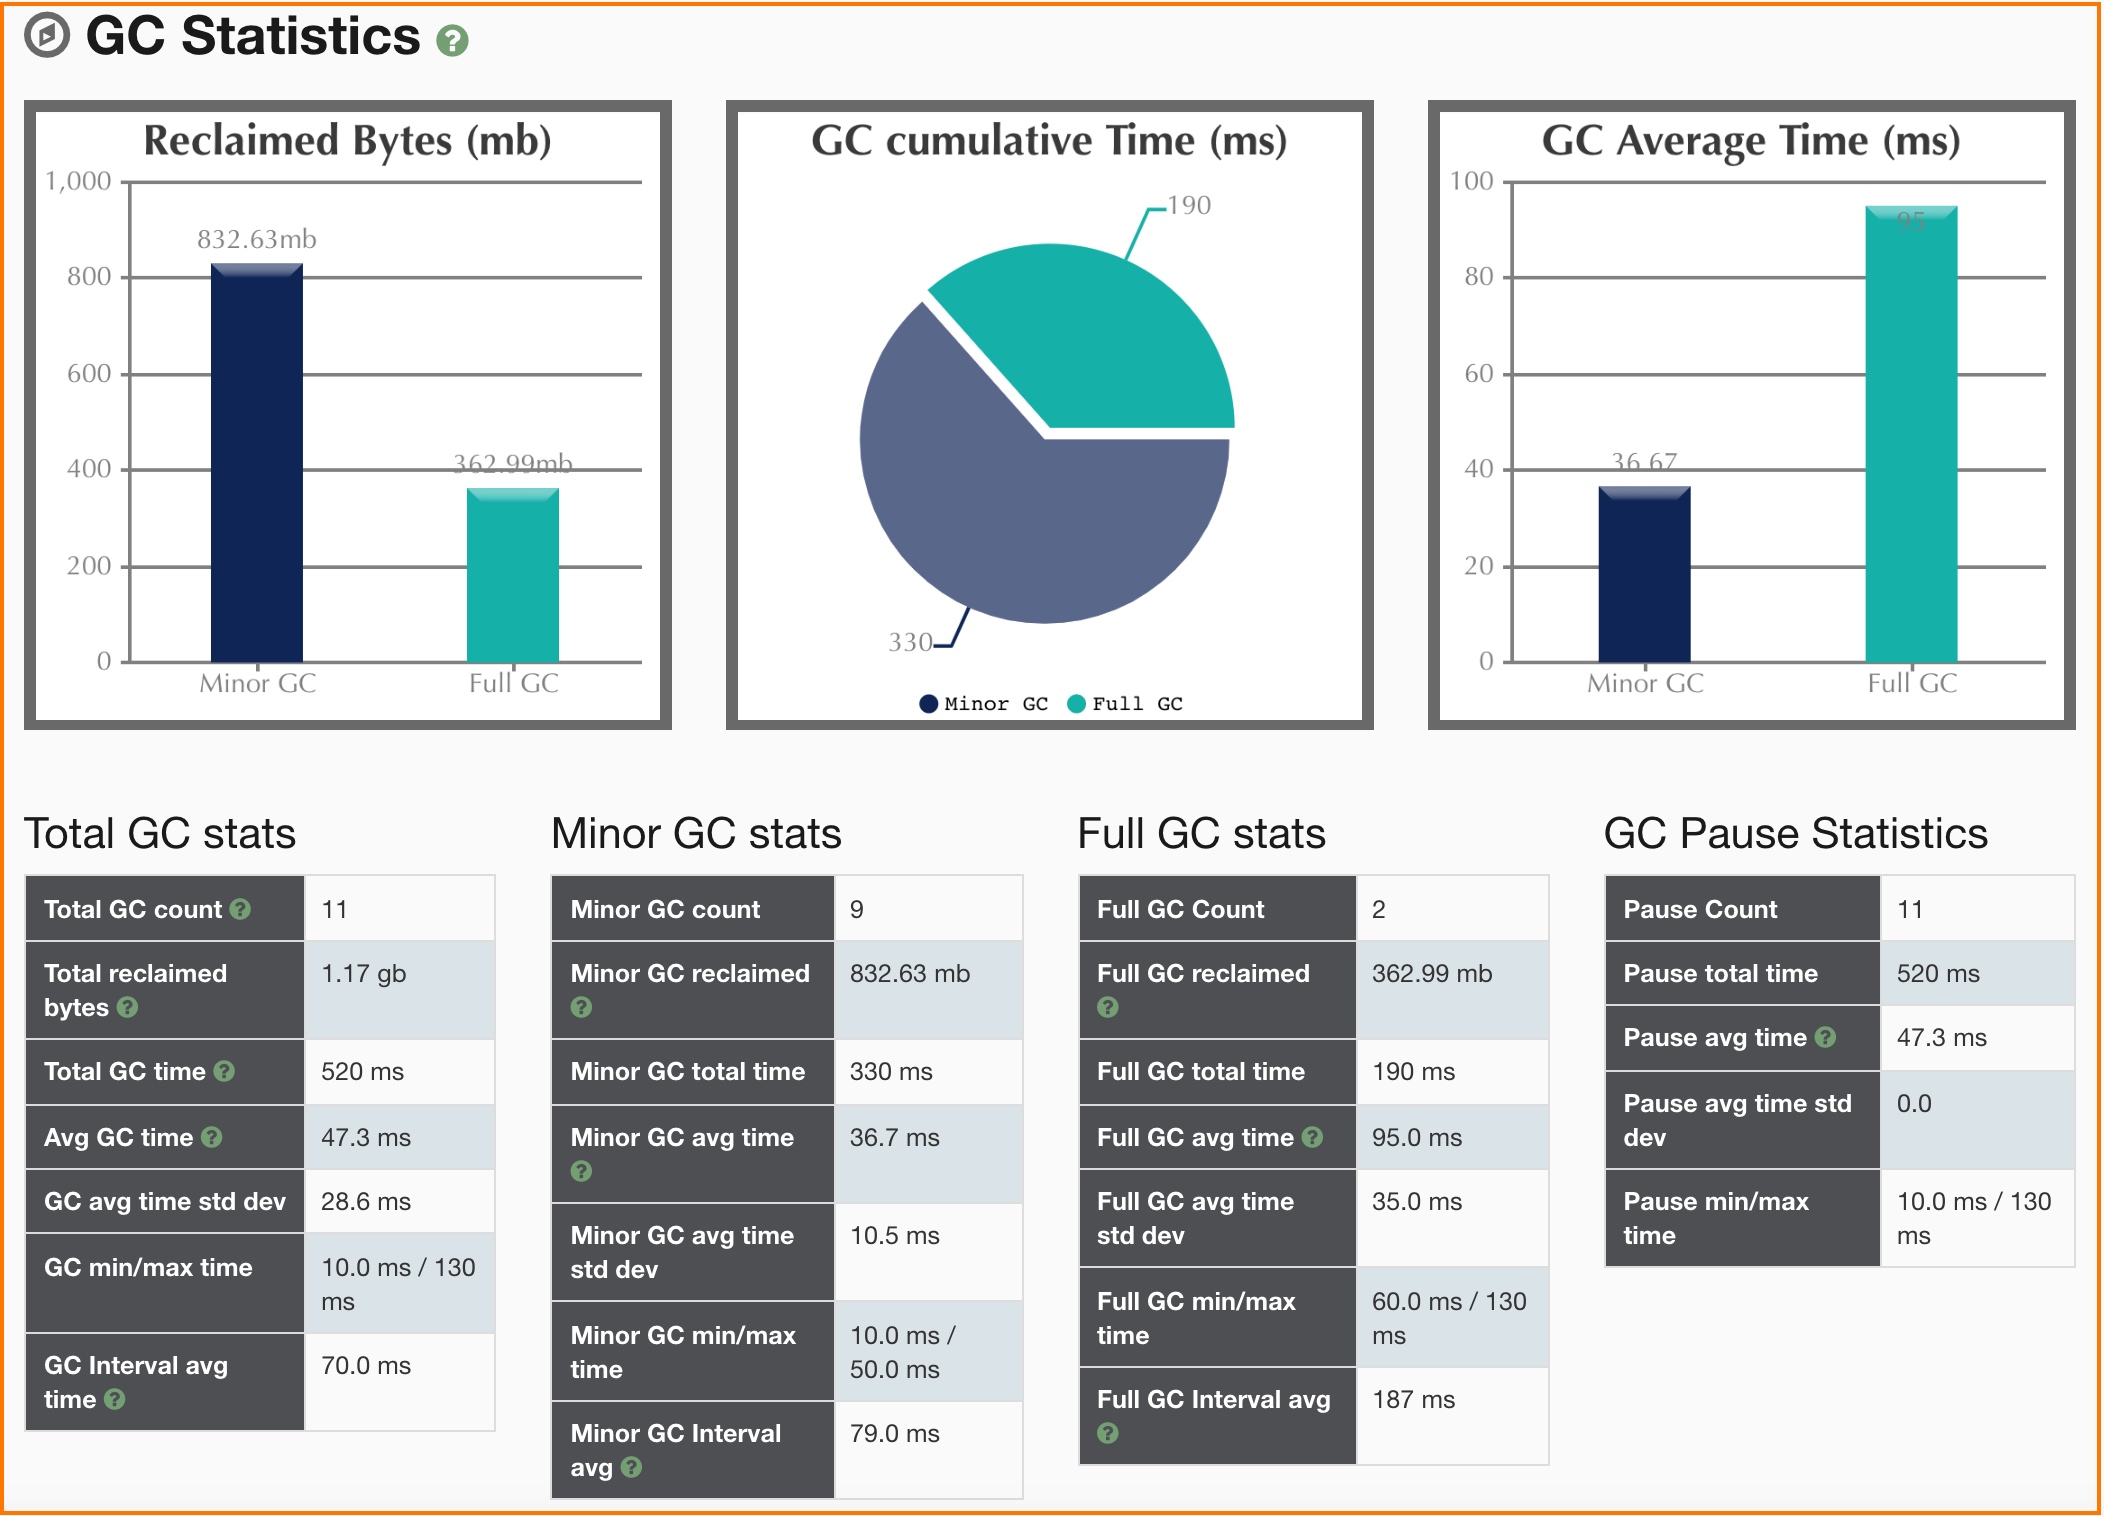 GC Statistics ?
Reclaimed Bytes (mb)
1,000
800
600
400
200
0
832.63mb
362.99mb
Minor GC
Full GC
GC cumulative Time (ms)
190
330
Minor GC
Full GC
GC Average Time (ms)
100
80
60
40
20
0
36.67
95
Minor GC
Full GC
Total GC stats
Total GC count ? 11
Total reclaimed 1.17 gb
bytes ?
Total GC time ? 520 ms
Avg GC time ? 47.3 ms
GC avg time std dev 28.6 ms
GC min/max time 10.0 ms / 130
ms
GC Interval avg 70.0 ms
time ?
Minor GC stats
Minor GC count 9
Minor GC reclaimed 832.63 mb
?
Minor GC total time 330 ms
Minor GC avg time 36.7 ms
?
Minor GC avg time 10.5 ms
std dev
Minor GC min/max 10.0 ms /
time 50.0 ms
Minor GC Interval 79.0 ms
avg ?
Full GC stats
Full GC Count 2
Full GC reclaimed 362.99 mb
?
Full GC total time 190 ms
Full GC avg time ? 95.0 ms
Full GC avg time 35.0 ms
std dev
Full GC min/max 60.0 ms / 130
time ms
Full GC Interval avg 187 ms
?
GC Pause Statistics
Pause Count 11
Pause total time 520 ms
Pause avg time ? 47.3 ms
Pause avg time std 0.0
dev
Pause min/max 10.0 ms / 130
time ms